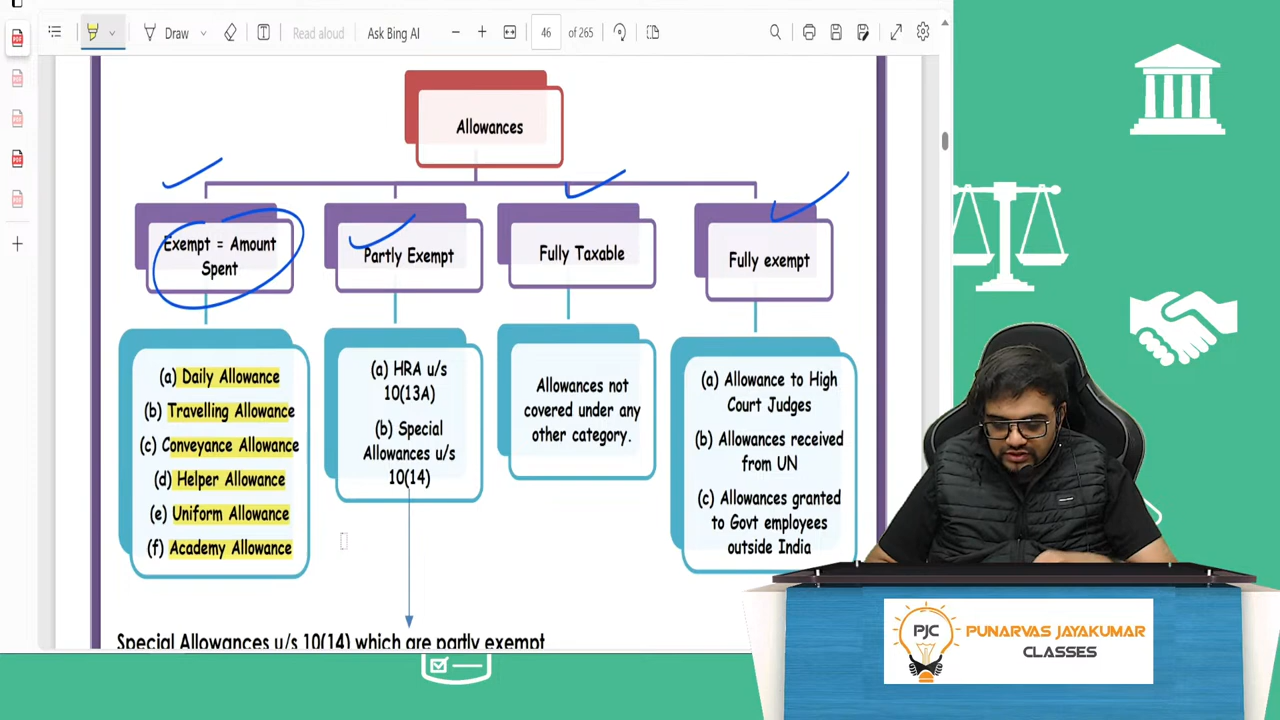 Draw
Read aloud
Ask Bing AI
46
of 265
Allowances
Exempt = Amount
Spent
Partly Exempt
Fully Taxable
Fully exempt
(a) Daily Allowance
(b) Travelling Allowance
(c) Conveyance Allowance
(d) Helper Allowance
(e) Uniform Allowance
(f) Academy Allowance
(a) HRA u/s
10(13A)
(b) Special
Allowances u/s
10(14)
Allowances not
covered under any
other category.
(a) Allowance to High
Court Judges
(b) Allowances received
from UN
(c) Allowances granted
to Govt employees
outside India
Special Allowances u/s 10(14) which are partly exempt
PJC
PUNARVAS JAYAKUMAR
CLASSES